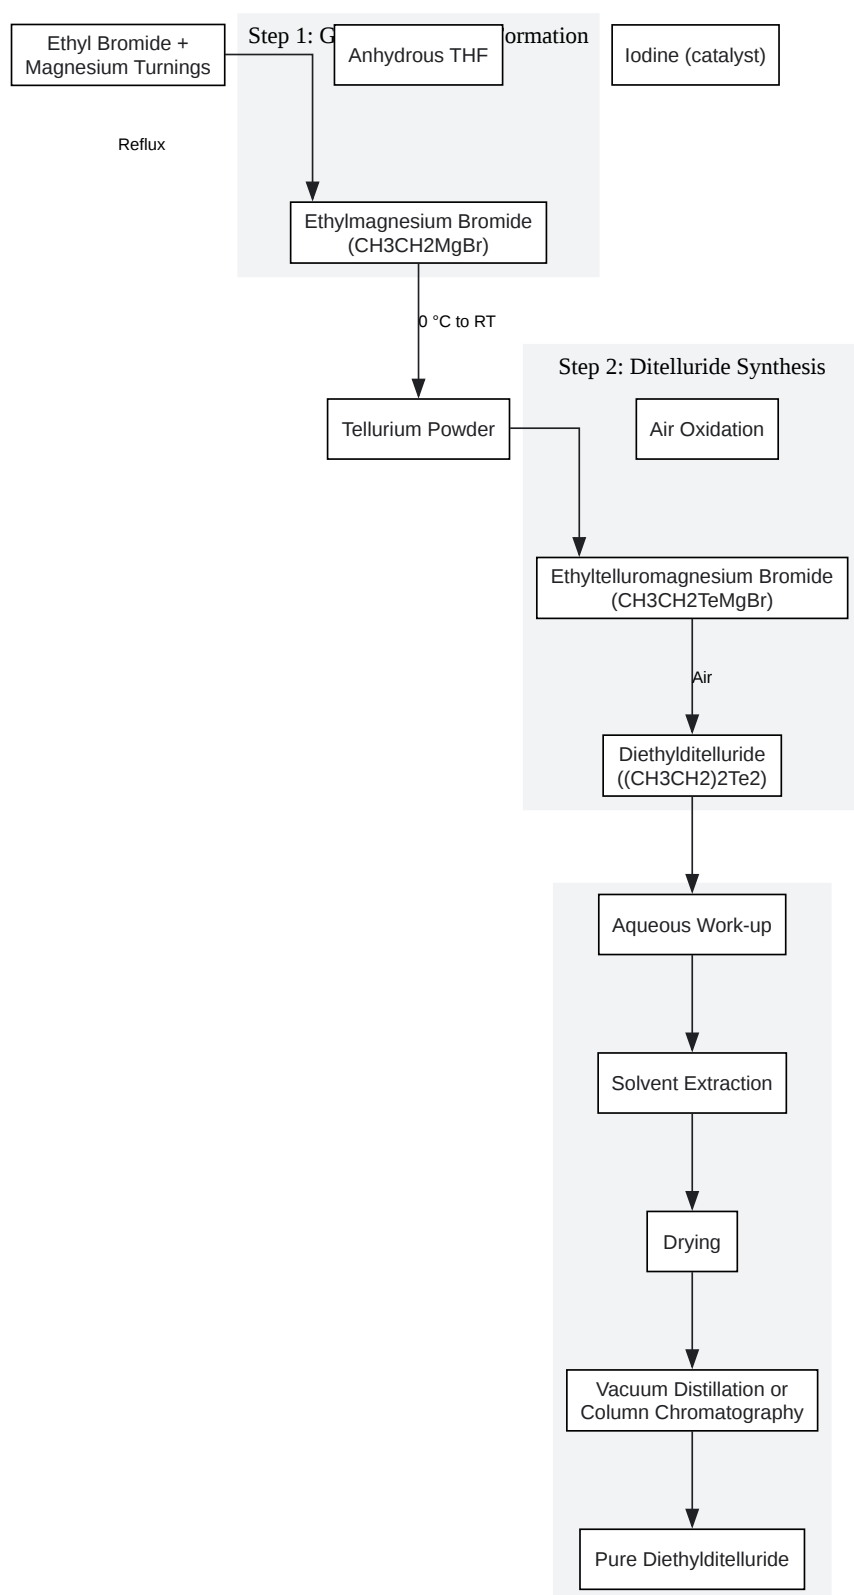 Ethyl Bromide +
Magnesium Turnings
Step 1: G
ormation
Anhydrous THF
Iodine (catalyst)
Reflux
Ethylmagnesium Bromide
(CH3CH2MgBr)
0 °C to RT
Step 2: Ditelluride Synthesis
Tellurium Powder
Air Oxidation
Ethyltelluromagnesium Bromide
(CH3CH2TeMgBr)
Air
Diethylditelluride
((CH3CH2)2Te2)
Aqueous Work-up
Solvent Extraction
Drying
Vacuum Distillation or
Column Chromatography
Pure Diethylditelluride